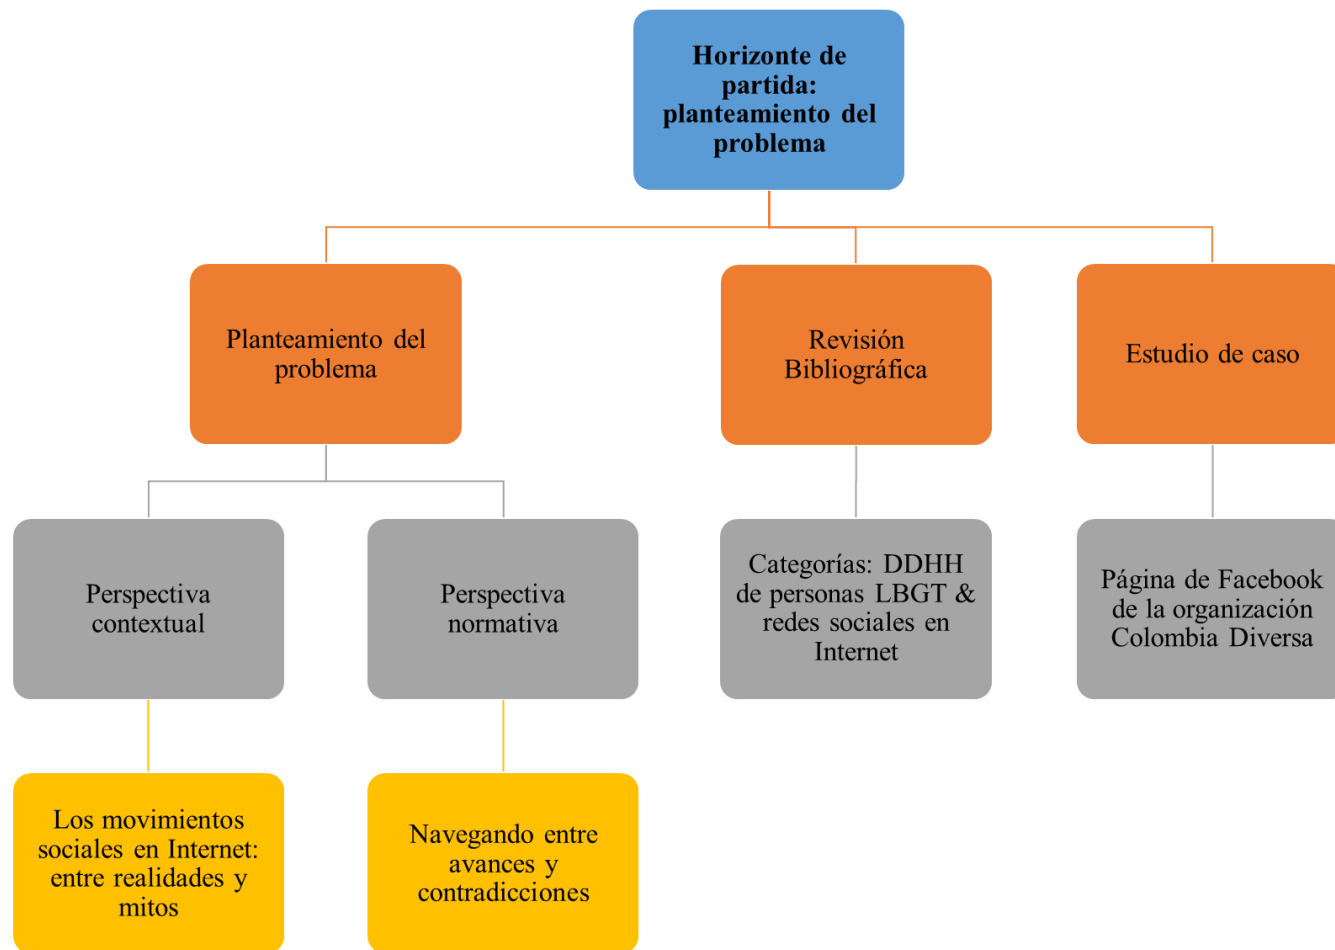 Horizonte de
partida:
planteamiento del
problema
Planteamiento del
problema
Revisión
Bibliográfica
Estudio de caso
Perspectiva
contextual
Perspectiva
normativa
Categorías: DDHH
de personas LBGT &
redes sociales en
Internet
Página de Facebook
de la organización
Colombia Diversa
Los movimientos
sociales en Internet:
entre realidades y
mitos
Navegando entre
avances y
contradicciones